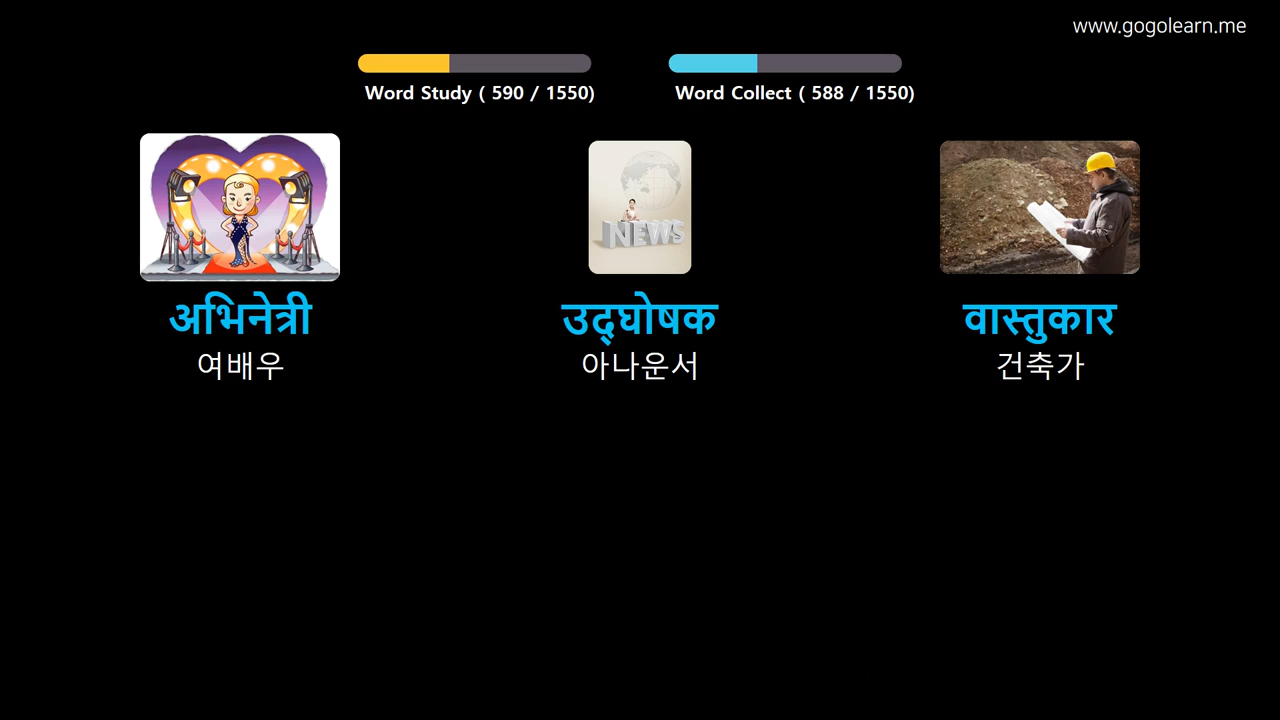 www.gogolearn.me
Word Study ( 590 / 1550)
Word Collect ( 588 / 1550)
NEWS
अभिनेत्री
उद्घोषक
वास्तुकार
여배우
아나운서
건축가